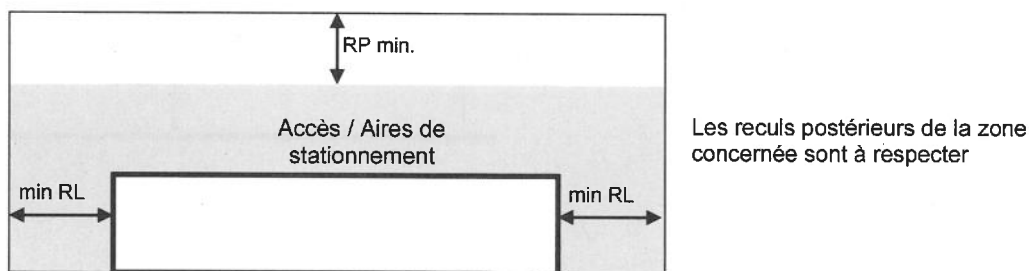 RP min.
Accès / Aires de
stationnement
Les reculs postérieurs de la zone
concernée sont à respecter
min RL
min RL